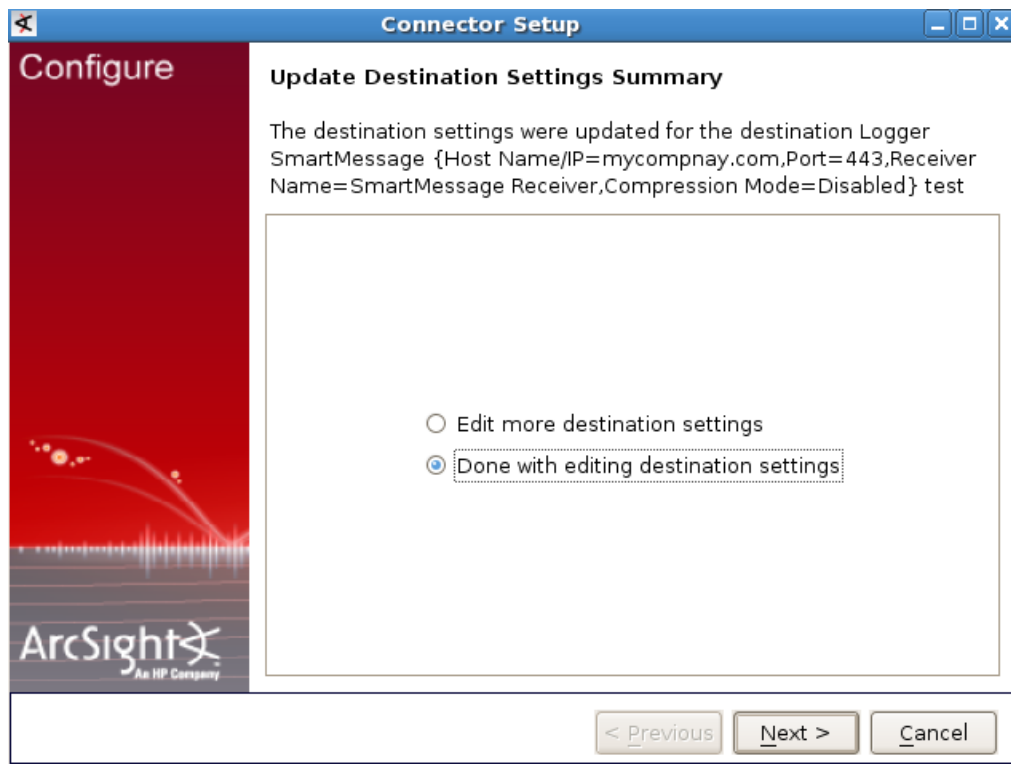 Connector Setup
Configure
Update Destination Settings Summary
The destination settings were updated for the destination Logger
SmartMessage {Host Name/IP=mycompnay.com,Port=443,Receiver
Name=SmartMessage Receiver,Compression Mode=Disabled} test
Edit more destination settings
Done with editing destination settings
ArcSight
An HP Company
< Previous
Next >
Cancel